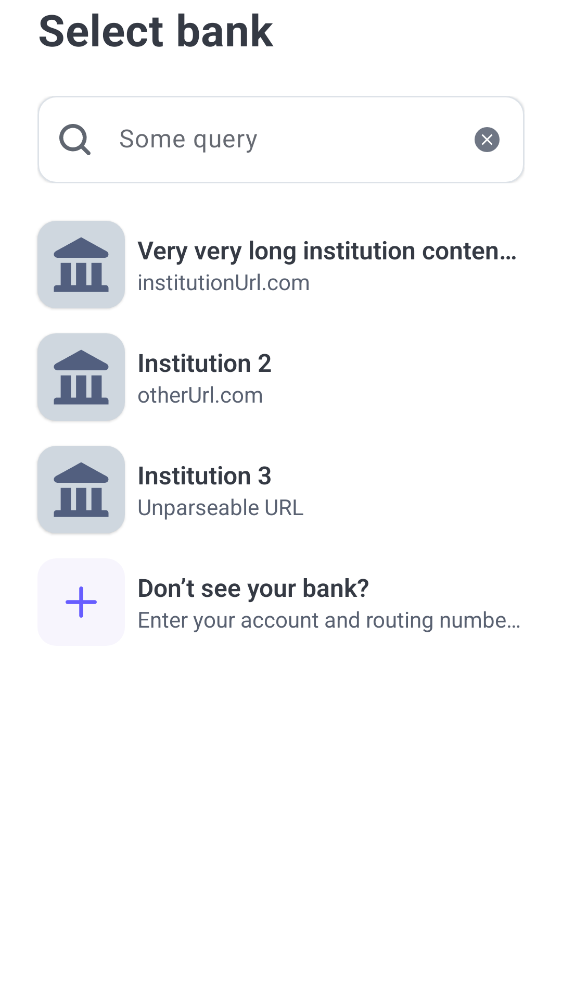 Select bank
Some query
Very very long institution conten...
institutionUrl.com
Institution 2
otherUrl.com
Institution 3
Unparseable URL
Don’t see your bank?
Enter your account and routing numbe...